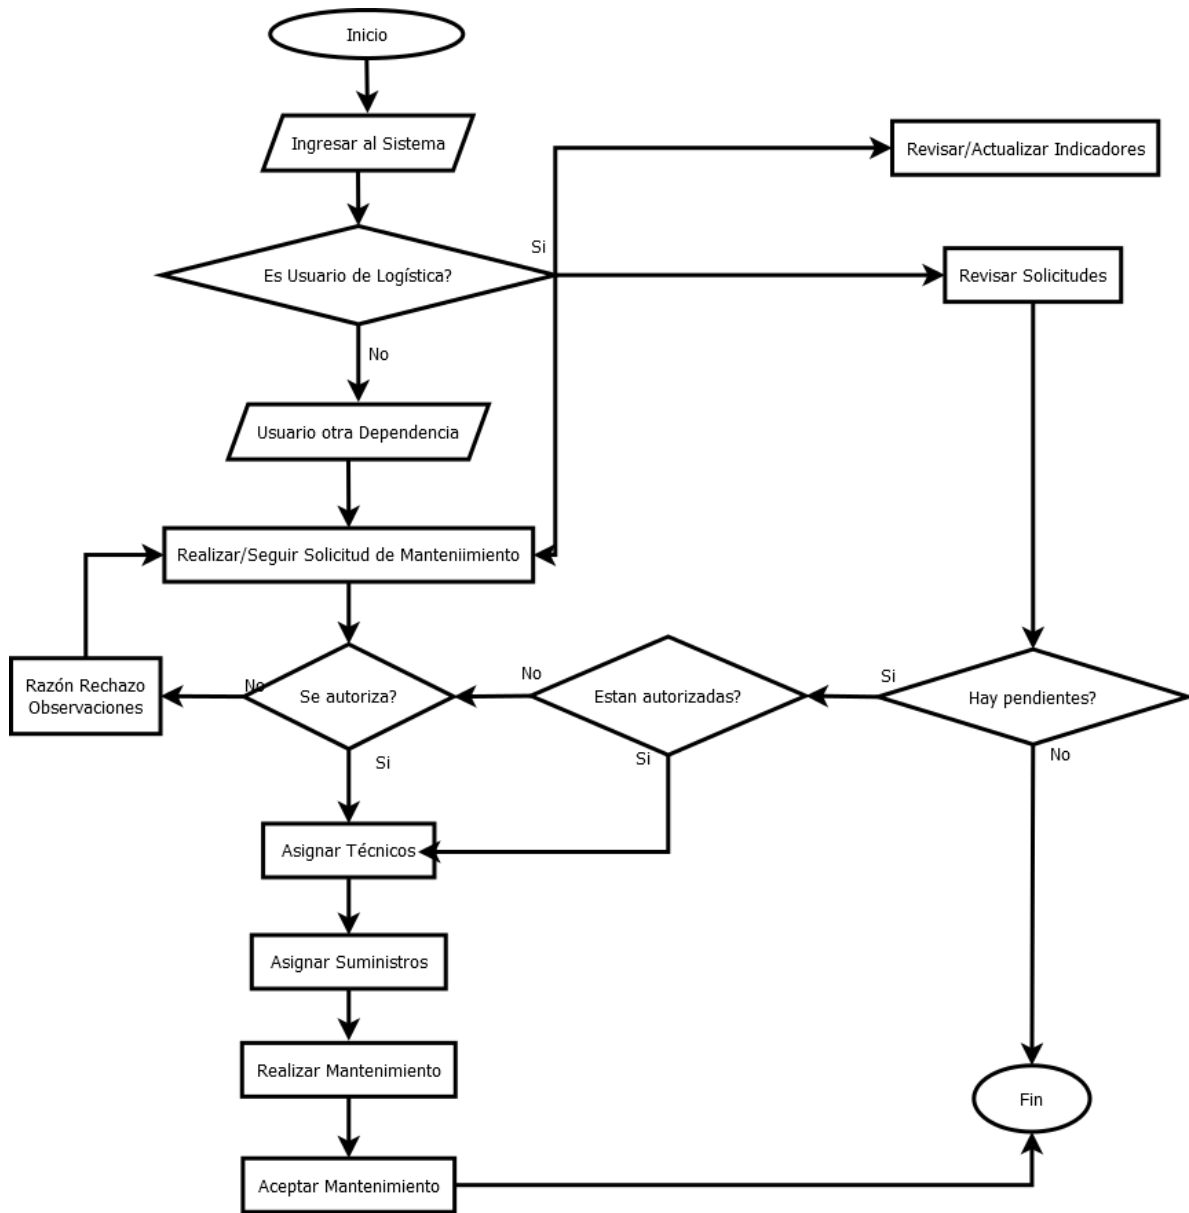 Inicio
Ingresar al Sistema
Revisar/Actualizar Indicadores
Si
Es Usuario de Logística?
Revisar Solicitudes
No
Usuario otra Dependencia
Realizar/Seguir Solicitud de Manteniimiento
Razón Rechazo
Observaciones
No
Se autoriza?
No
Estan autorizadas?
Si
Hay pendientes?
Si
Si
No
Asignar Técnicos
Asignar Suministros
Realizar Mantenimiento
Fin
Aceptar Mantenimiento